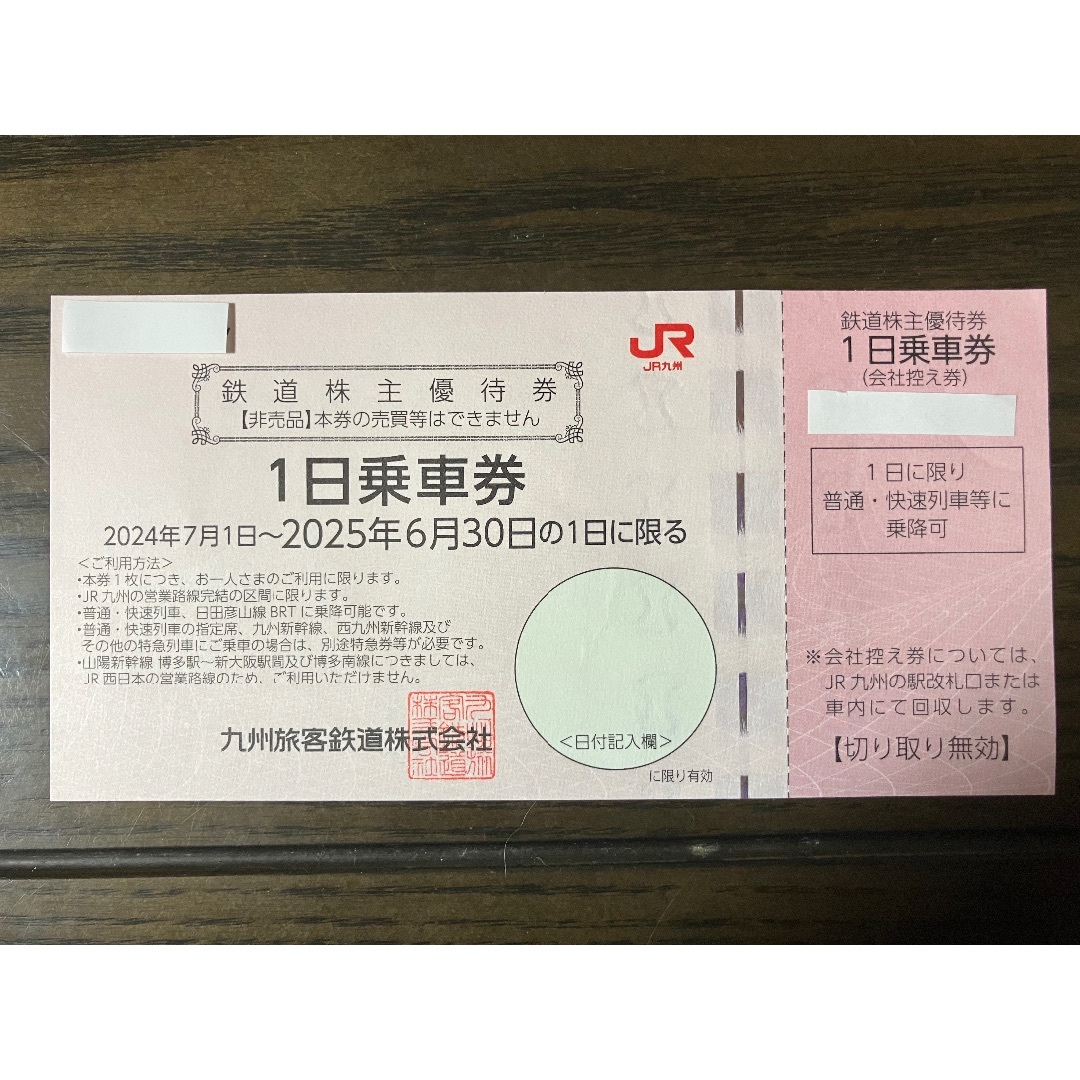 JR
JR九州
鉄道株主優待券
【非売品】本券の売買等はできません
1日乗車券
2024年7月1日～2025年6月30日の1日に限る
＜ご利用方法＞
・本券1枚につき、お一人さまのご利用に限ります。
・JR九州の営業路線完結の区間に限ります。
・普通・快速列車、日田彦山線BRTに乗降可能です。
・普通・快速列車の指定席、九州新幹線、西九州新幹線及び
その他の特急列車にご乗車の場合は、別途特急券等が必要です。
・山陽新幹線 博多駅～新大阪駅間及び博多南線につきましては、
JR西日本の営業路線のため、ご利用いただけません。
九州旅客鉄道株式会社
＜日付記入欄＞
に限り有効
鉄道株主優待券
1日乗車券
(会社控え券)
1日に限り
普通・快速列車等に
乗降可
※会社控え券については、
JR九州の駅改札口または
車内にて回収します。
【切り取り無効】